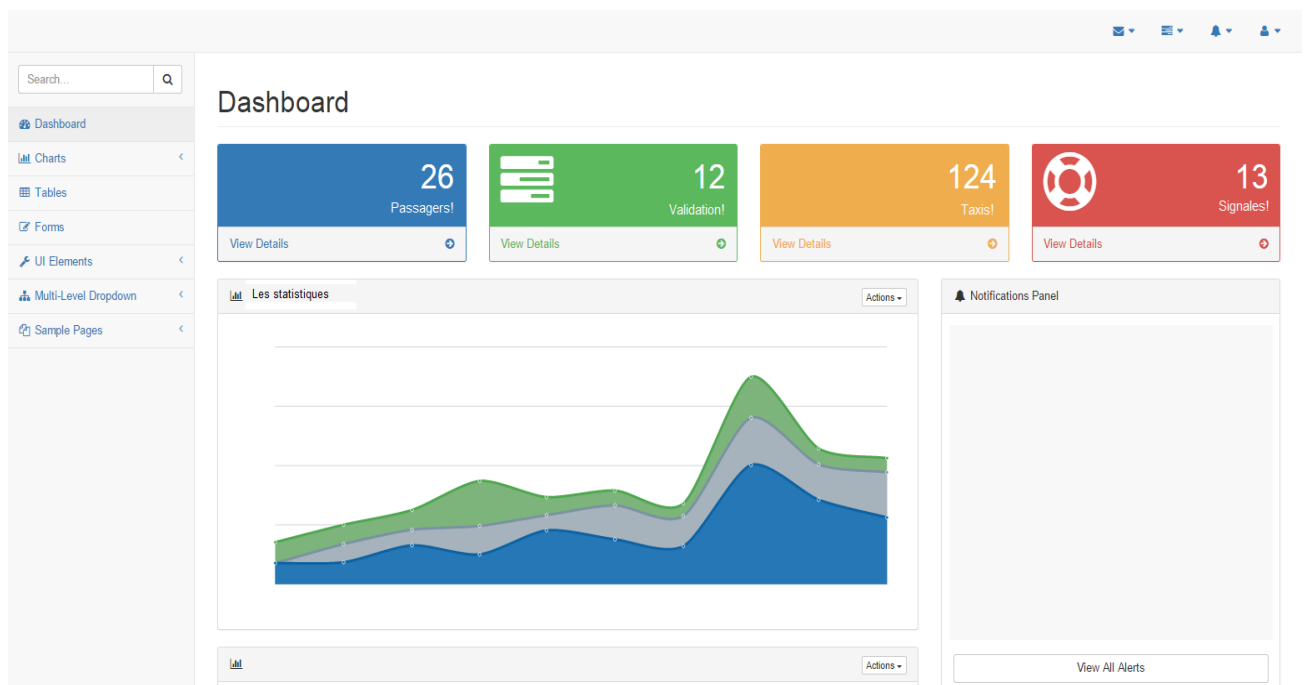 Search...
Dashboard
Charts
Tables
Forms
UI Elements
Multi-Level Dropdown
Sample Pages
Dashboard
26
Passagers!
View Details
12
Validation!
View Details
124
Taxis!
View Details
13
Signales!
View Details
Les statistiques
Actions
Notifications Panel
Actions
View All Alerts